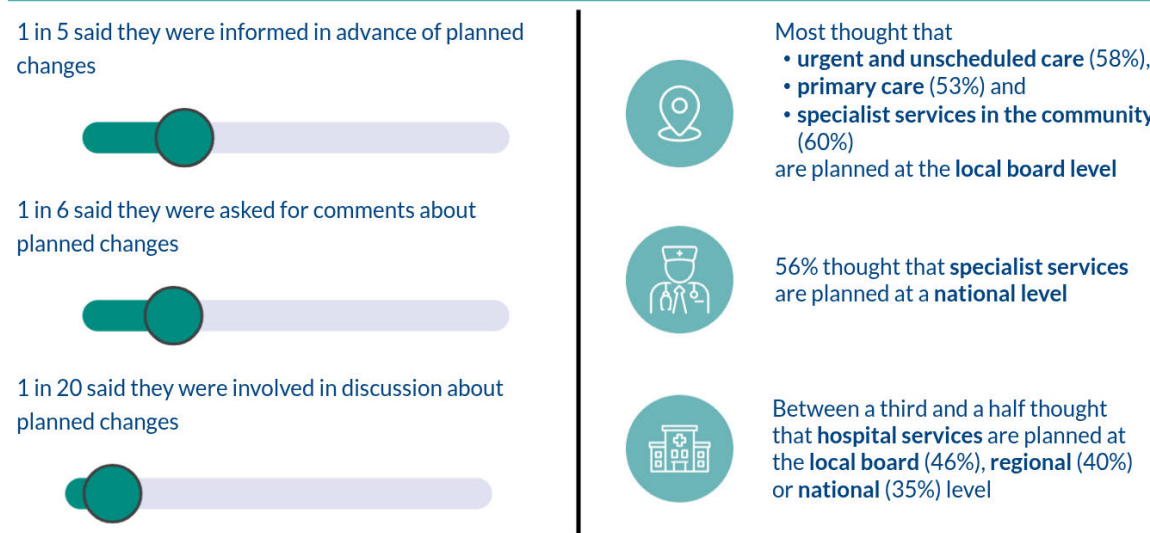 1 in 5 said they were informed in advance of planned
changes
1 in 6 said they were asked for comments about
planned changes
1 in 20 said they were involved in discussion about
planned changes
Most thought that
• urgent and unscheduled care (58%),
• primary care (53%) and
• specialist services in the community
(60%)
are planned at the local board level
56% thought that specialist services
are planned at a national level
Between a third and a half thought
that hospital services are planned at
the local board (46%), regional (40%)
or national (35%) level